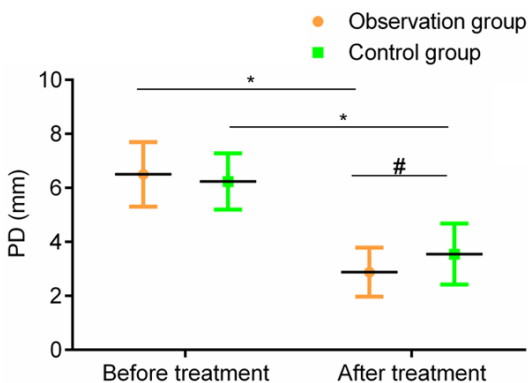 Observation group
Control group
10
*
8
*
6
#
4
2
0
PD (mm)
Before treatment
After treatment